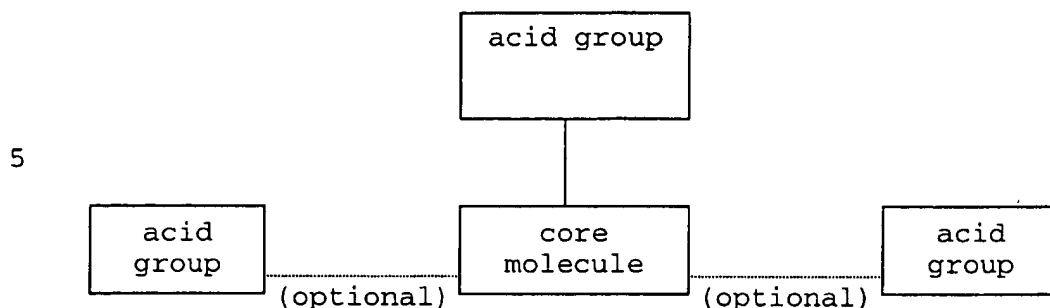 acid group
5
acid
group
core
molecule
acid
group
(optional)
(optional)